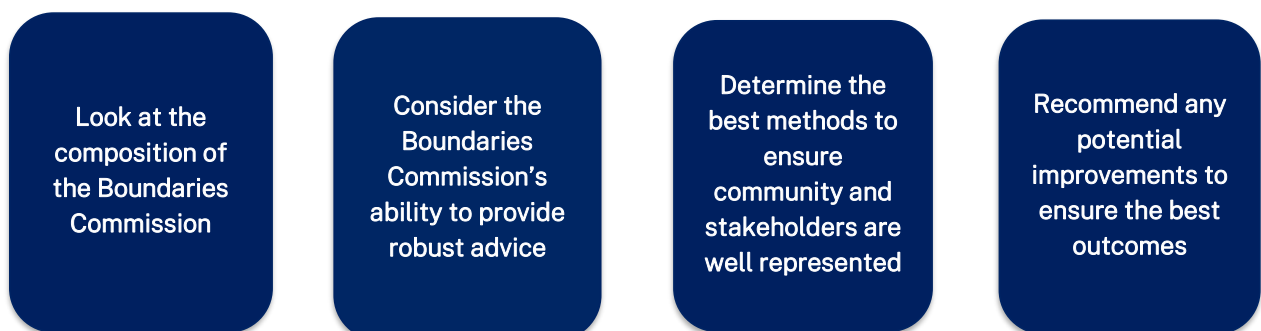 Look at the
composition of
the Boundaries
Commission
Consider the
Boundaries
Commission’s
ability to provide
robust advice
Determine the
best methods to
ensure
community and
stakeholders are
well represented
Recommend any
potential
improvements to
ensure the best
outcomes